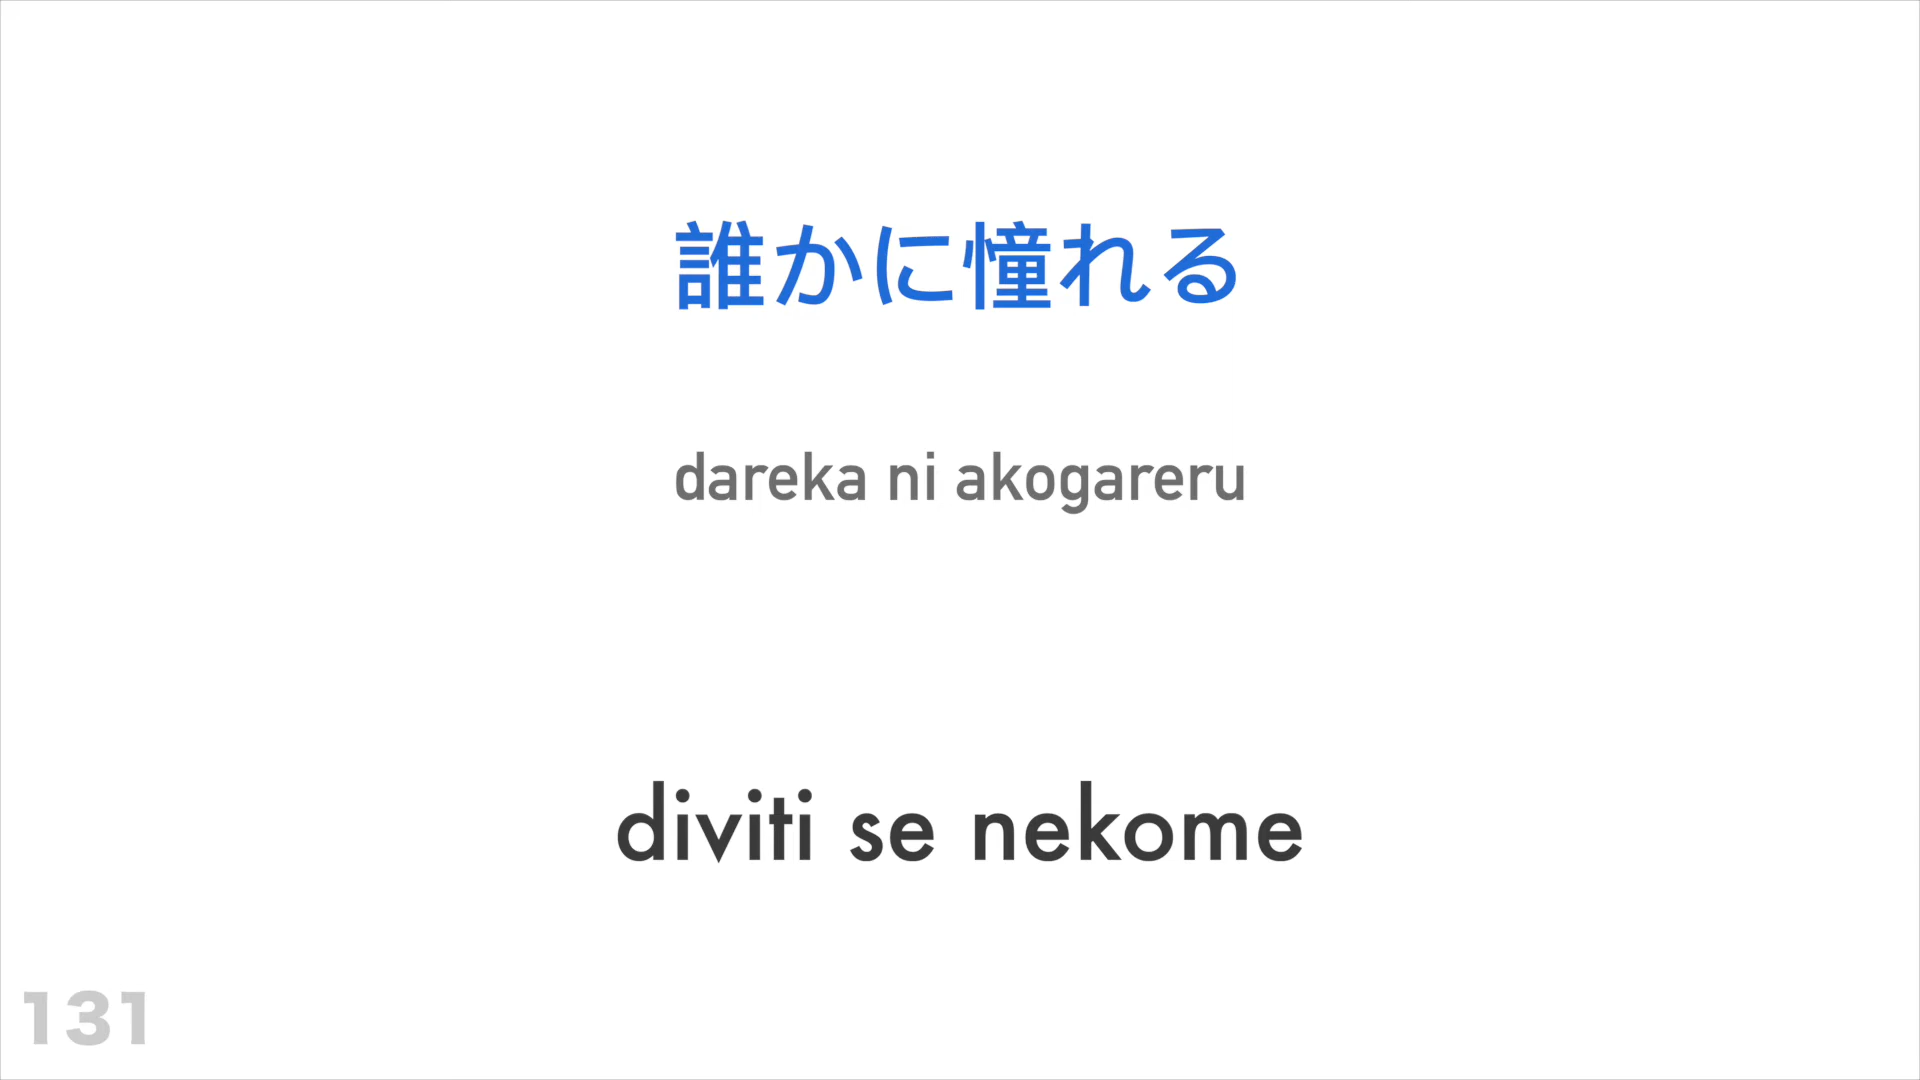 誰かに憧れる
dareka ni akogareru
diviti se nekome
131